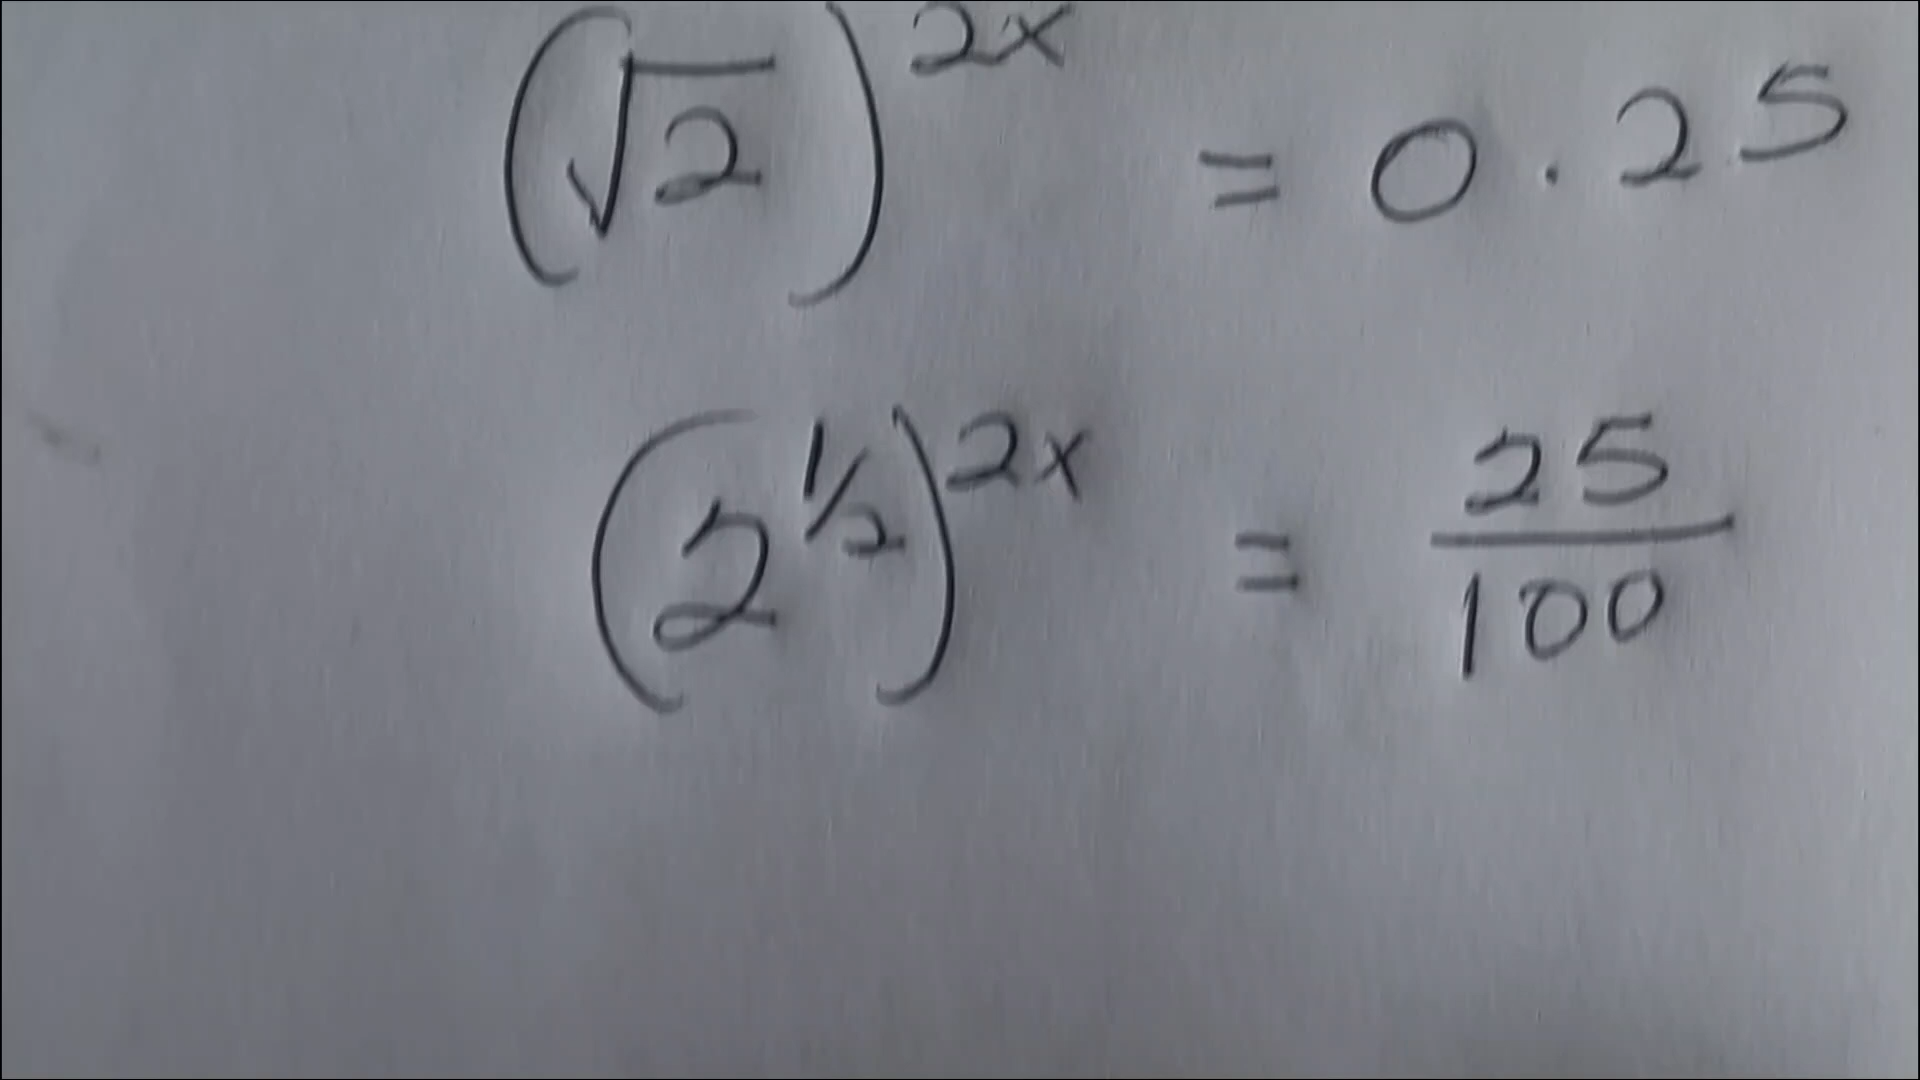 (√2)^2x = 0.25
(2^1/2)^2x = 25/100